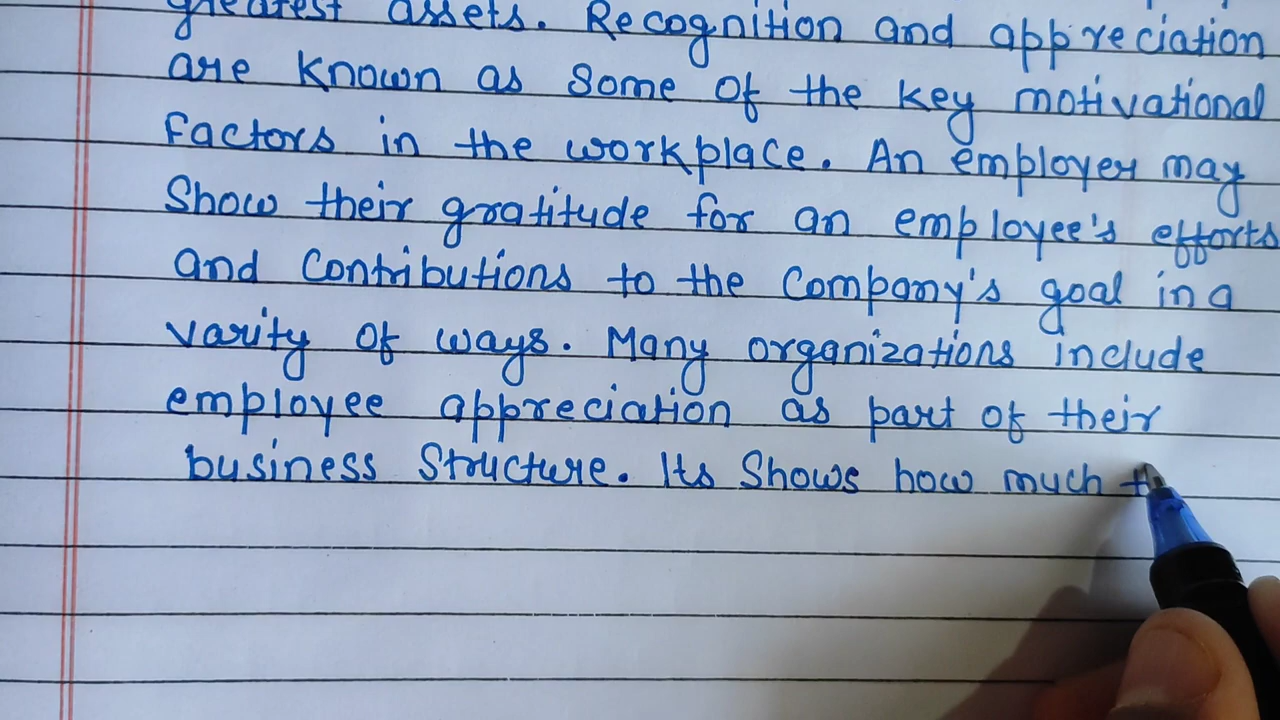 greatest assets. Recognition and appreciation
are known as some of the key motivational
factors in the workplace. An employer may
Show their gratitude for an employee's efforts
and Contributions to the Company's goal in a
varity of ways. Many organizations include
employee appreciation as part of their
business Structure. Its Shows how much t